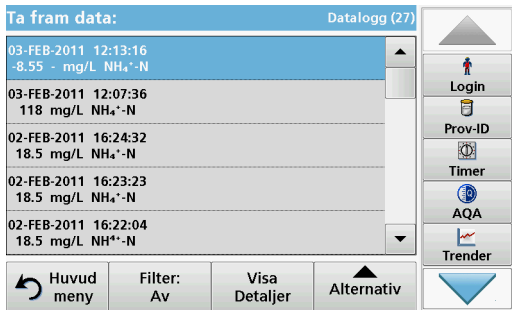 Ta fram data: Datalogg (27)
03-FEB-2011 12:13:16
-8.55 - mg/L NH₄⁺-N
03-FEB-2011 12:07:36
118 mg/L NH₄⁺-N
02-FEB-2011 16:24:32
18.5 mg/L NH₄⁺-N
02-FEB-2011 16:23:23
18.5 mg/L NH₄⁺-N
02-FEB-2011 16:22:04
18.5 mg/L NH⁴⁺-N
Huvud meny
Filter: Av
Visa Detaljer
Alternativ
Login
Prov-ID
Timer
AQA
Trender